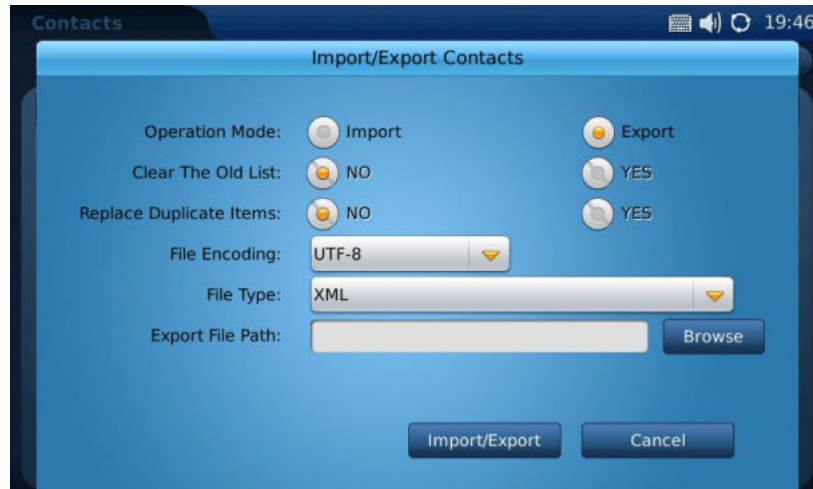 Contacts 19:46
Import/Export Contacts
Operation Mode: Import Export
Clear The Old List: NO YES
Replace Duplicate Items: NO YES
File Encoding: UTF-8
File Type: XML
Export File Path: Browse
Import/Export Cancel